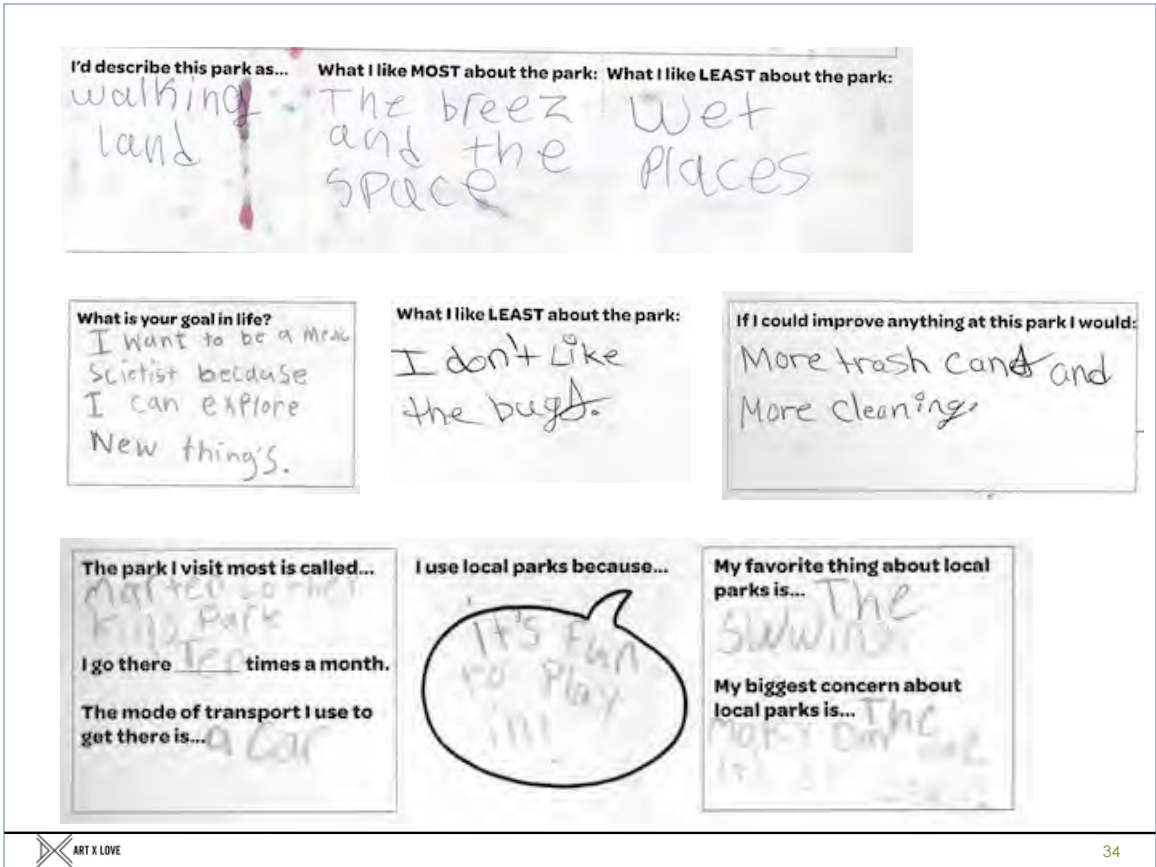 I'd describe this park as...
walking
land
What I like MOST about the park:
The breez
and the
space
What I like LEAST about the park:
Wet
Places
What is your goal in life?
I want to be a Medic
scietist because
I can explore
New thing's.
What I like LEAST about the park:
I don't Like
the bugs.
If I could improve anything at this park I would:
More trash cans and
More cleaning.
The park I visit most is called...
Marten Luther
King Park
I go there Ten times a month.
The mode of transport I use to
get there is... a Car
I use local parks because...
It's fun
to Play
in!
My favorite thing about local
parks is... The
My biggest concern about
local parks is... The
ART X LOVE
34